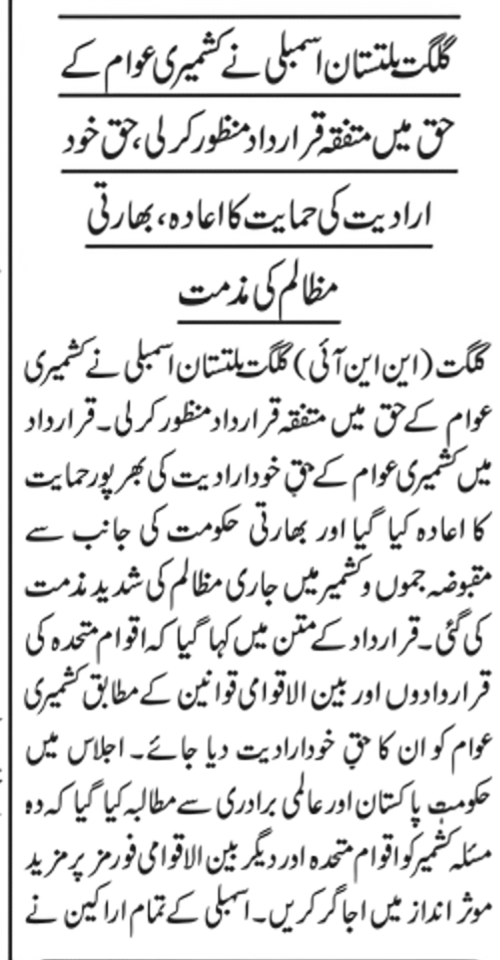 گلگت بلتستان اسمبلی نے کشمیری عوام کے
حق میں متفقہ قرارداد منظور کر لی، حق خود
ارادیت کی حمایت کا اعادہ، بھارتی
مظالم کی مذمت
گلگت (این این آئی) گلگت بلتستان اسمبلی نے کشمیری
عوام کے حق میں متفقہ قرارداد منظور کر لی۔ قرارداد
میں کشمیری عوام کے حقِ خودارادیت کی بھرپور حمایت
کا اعادہ کیا گیا اور بھارتی حکومت کی جانب سے
مقبوضہ جموں و کشمیر میں جاری مظالم کی شدید مذمت
کی گئی۔ قرارداد کے متن میں کہا گیا کہ اقوام متحدہ کی
قراردادوں اور بین الاقوامی قوانین کے مطابق کشمیری
عوام کو ان کا حقِ خودارادیت دیا جائے۔ اجلاس میں
حکومتِ پاکستان اور عالمی برادری سے مطالبہ کیا گیا کہ وہ
مسئلہ کشمیر کو اقوام متحدہ اور دیگر بین الاقوامی فورمز پر مزید
موثر انداز میں اجاگر کریں۔ اسمبلی کے تمام اراکین نے